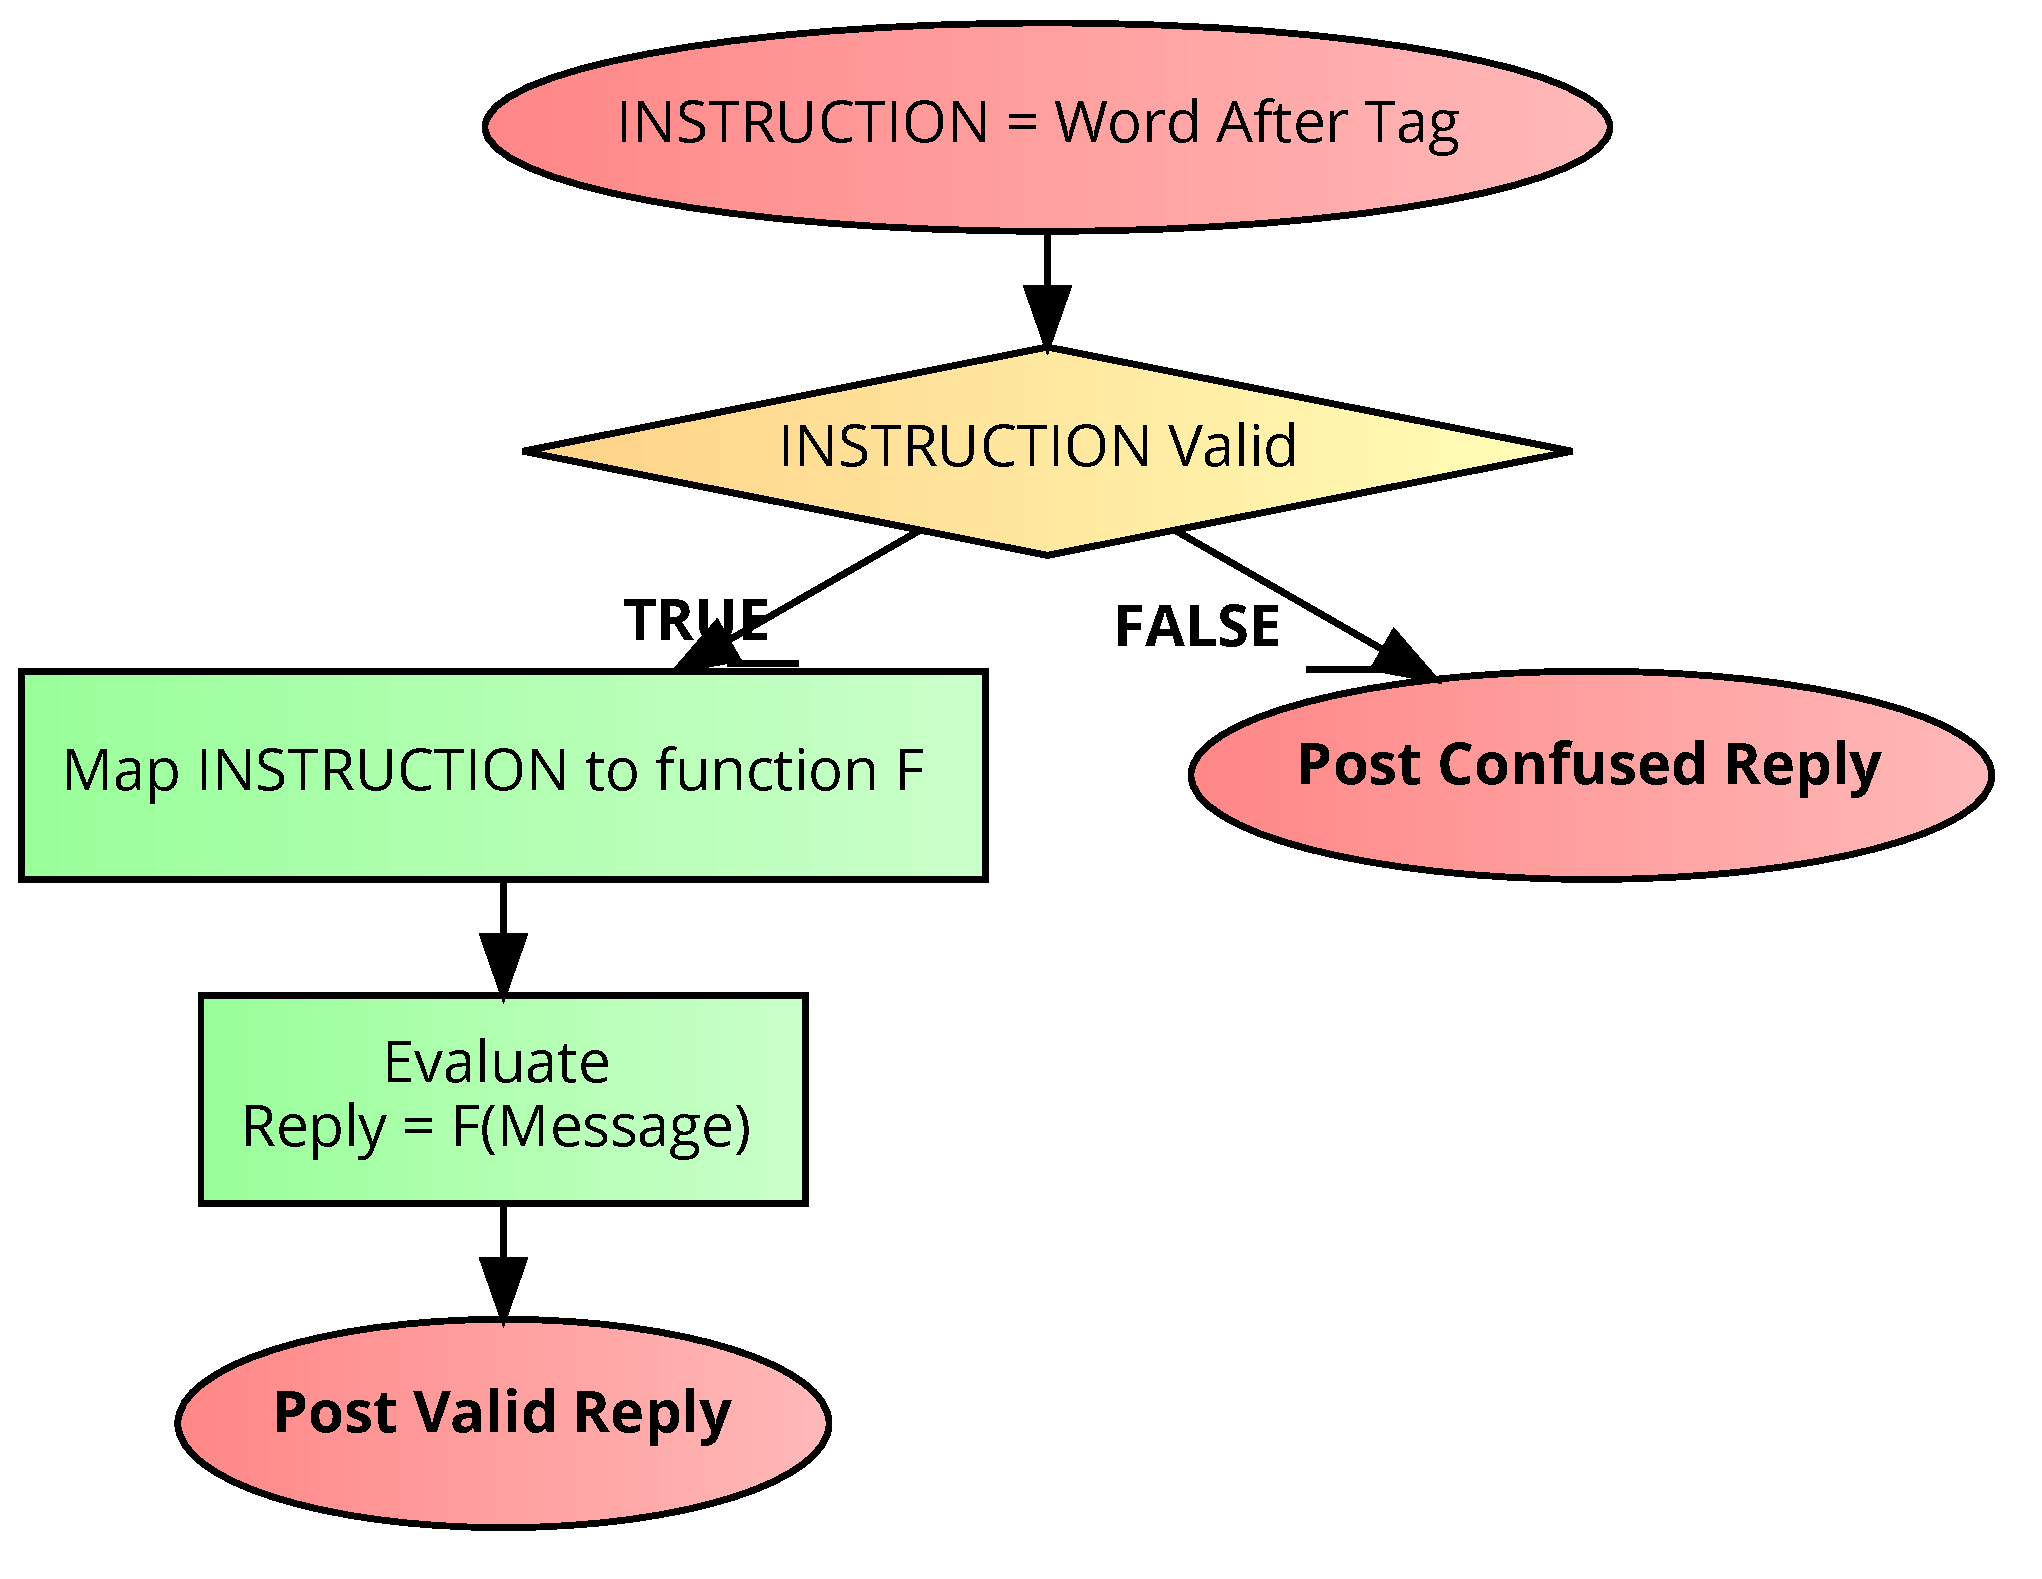 INSTRUCTION = Word After Tag
INSTRUCTION Valid
TRUE
FALSE
Map INSTRUCTION to function F
Post Confused Reply
Evaluate
Reply = F(Message)
Post Valid Reply